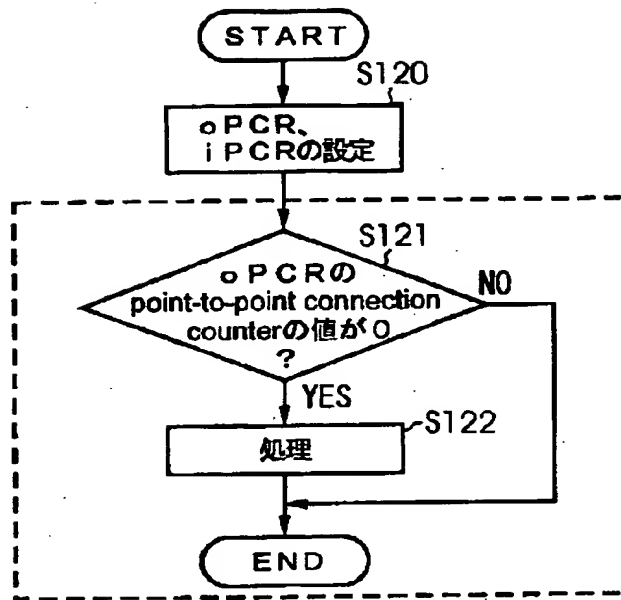 START
S120
oPCR、
iPCRの設定
S121
oPCRの
point-to-point connection
counterの値が0
?
NO
YES
S122
処理
END